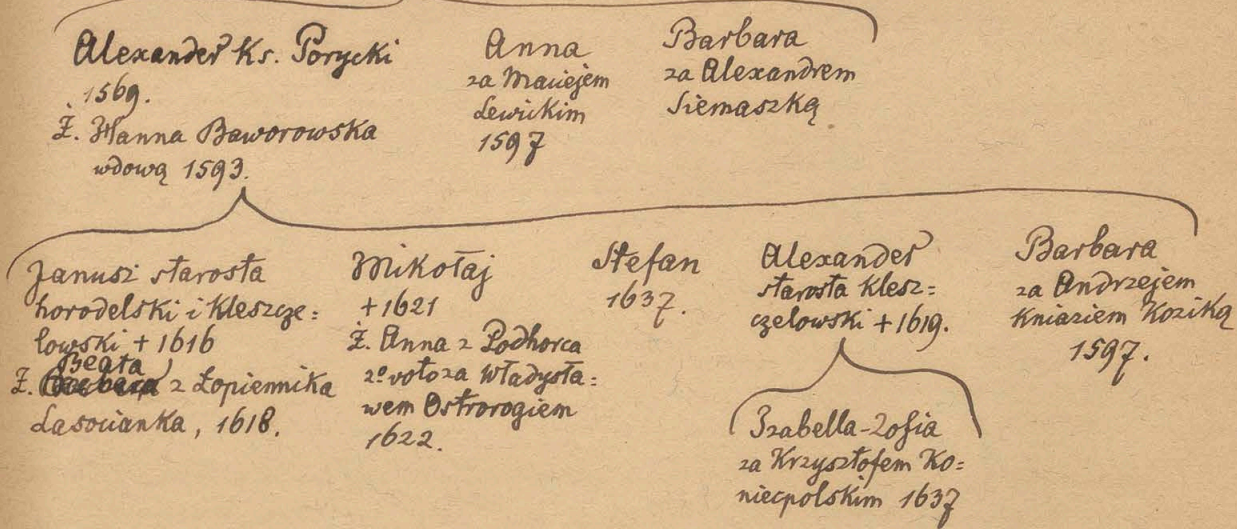 Alexander Ks. Porycki
1569.
Ż. Hanna Baworowska
wdową 1593.
Anna
za Maciejem
Lewickim
1597
Barbara
za Alexandrem
Siemaszką
Janusz starosta
horodelski i Kleszcze=
lowski + 1616
Beata
Ż. z Łopiennika
Lasocianka, 1618.
Mikołaj
+ 1621
Ż. Anna z Podhorca
2º voto za Władysła=
wem Ostrorogiem
1622.
Stefan
1637.
Alexander
starosta Klesz=
czelowski + 1619.
Izabella-Zofia
za Krzysztofem Ko=
niecpolskim 1637
Barbara
za Andrzejem
Kniaziem Koziką
1597.